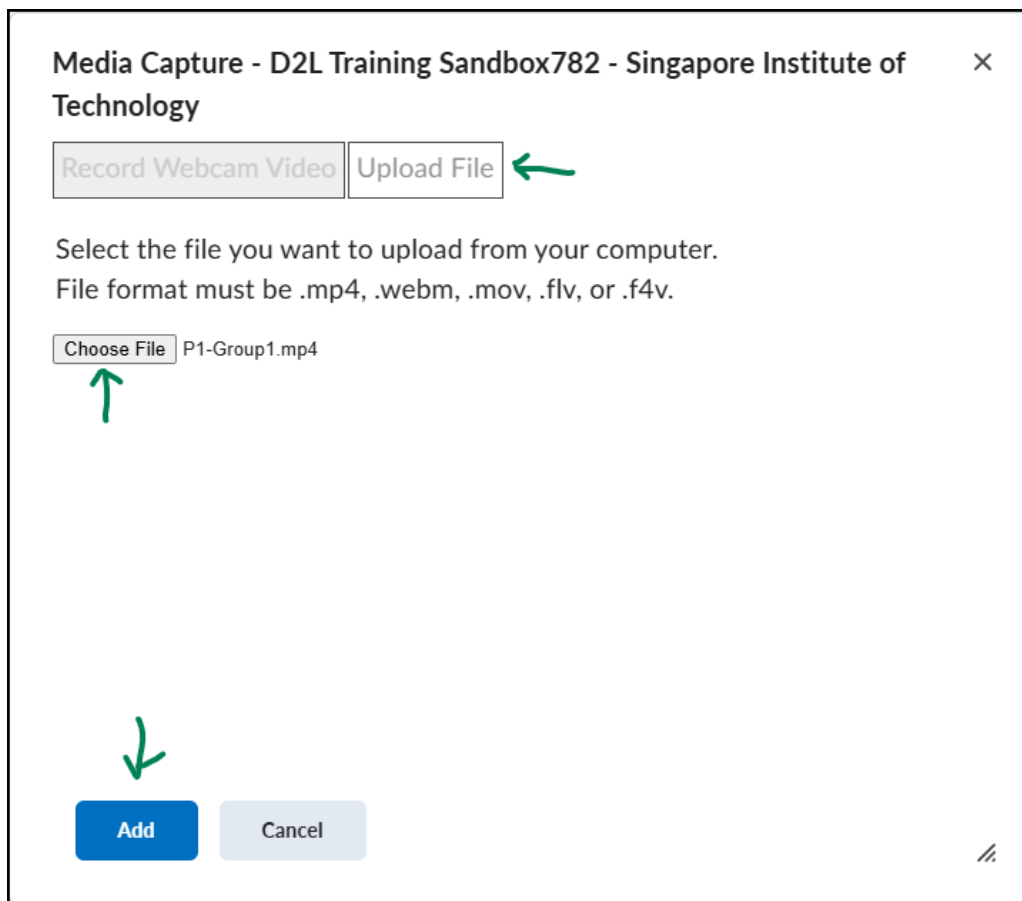 Media Capture - D2L Training Sandbox782 - Singapore Institute of
Technology
Record Webcam Video Upload File
Select the file you want to upload from your computer.
File format must be .mp4, .webm, .mov, .flv, or .f4v.
Choose File P1-Group1.mp4
Add Cancel